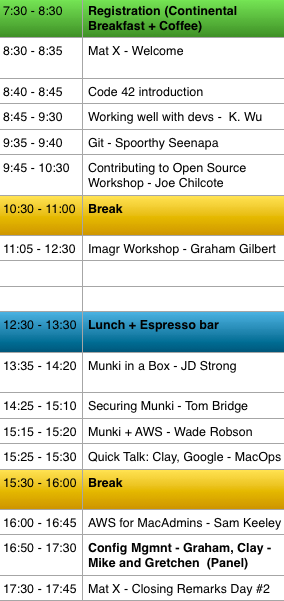 7:30 - 8:30 Registration (Continental
Breakfast + Coffee)
8:30 - 8:35 Mat X - Welcome
8:40 - 8:45 Code 42 introduction
8:45 - 9:30 Working well with devs - K. Wu
9:35 - 9:40 Git - Spoorthy Seenapa
9:45 - 10:30 Contributing to Open Source
Workshop - Joe Chilcote
10:30 - 11:00 Break
11:05 - 12:30 Imagr Workshop - Graham Gilbert
12:30 - 13:30 Lunch + Espresso bar
13:35 - 14:20 Munki in a Box - JD Strong
14:25 - 15:10 Securing Munki - Tom Bridge
15:15 - 15:20 Munki + AWS - Wade Robson
15:25 - 15:30 Quick Talk: Clay, Google - MacOps
15:30 - 16:00 Break
16:00 - 16:45 AWS for MacAdmins - Sam Keeley
16:50 - 17:30 Config Mgmnt - Graham, Clay -
Mike and Gretchen (Panel)
17:30 - 17:45 Mat X - Closing Remarks Day #2